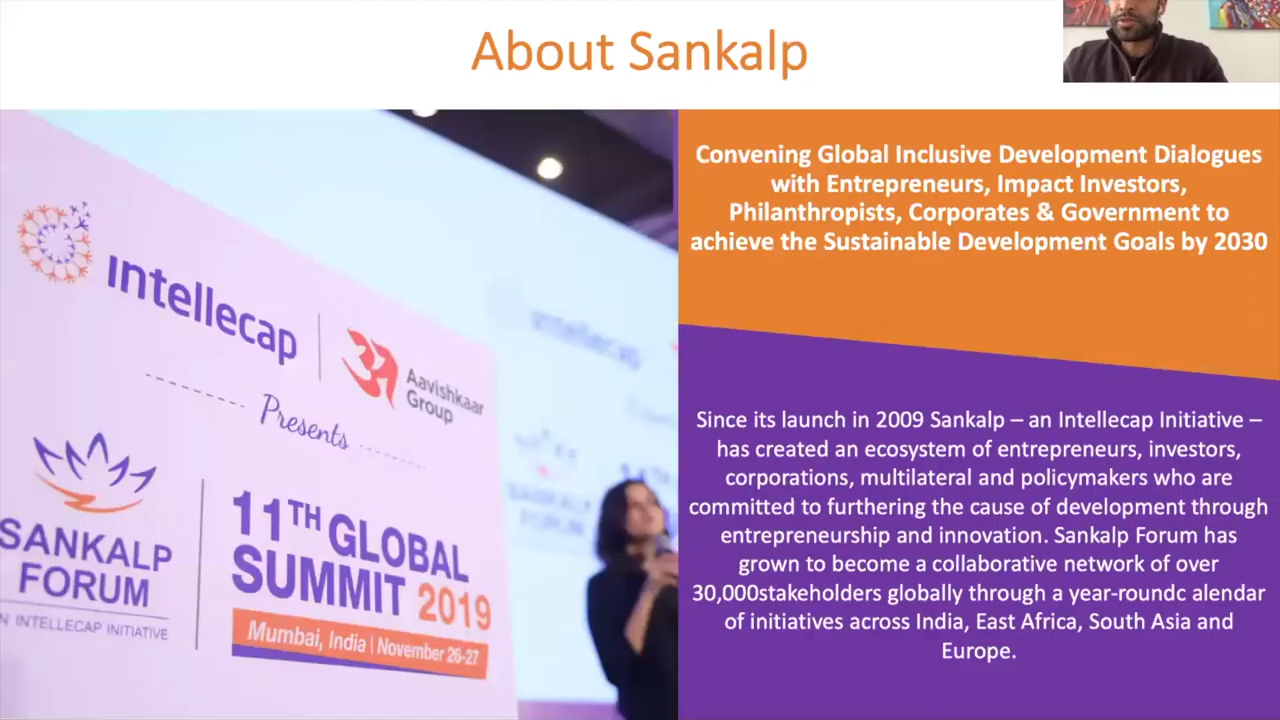 About Sankalp
intellecap
Aavishkaar
Group
Presents
SANKALP
FORUM
N INTELLECAP INITIATIVE
11TH GLOBAL
SUMMIT 2019
Mumbai, India | November 26-27
intellecap
Convening Global Inclusive Development Dialogues
with Entrepreneurs, Impact Investors,
Philanthropists, Corporates & Government to
achieve the Sustainable Development Goals by 2030
Since its launch in 2009 Sankalp – an Intellecap Initiative –
has created an ecosystem of entrepreneurs, investors,
corporations, multilateral and policymakers who are
committed to furthering the cause of development through
entrepreneurship and innovation. Sankalp Forum has
grown to become a collaborative network of over
30,000stakeholders globally through a year-roundc alendar
of initiatives across India, East Africa, South Asia and
Europe.